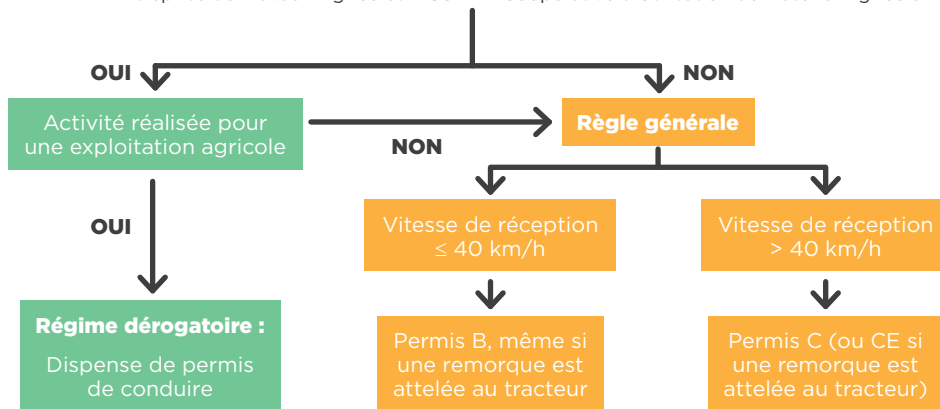 OUI
NON
Activité réalisée pour
une exploitation agricole
NON
Règle générale
OUI
Vitesse de réception
≤ 40 km/h
Vitesse de réception
> 40 km/h
Régime dérogatoire :
Dispense de permis
de conduire
Permis B, même si
une remorque est
attelée au tracteur
Permis C (ou CE si
une remorque est
attelée au tracteur)